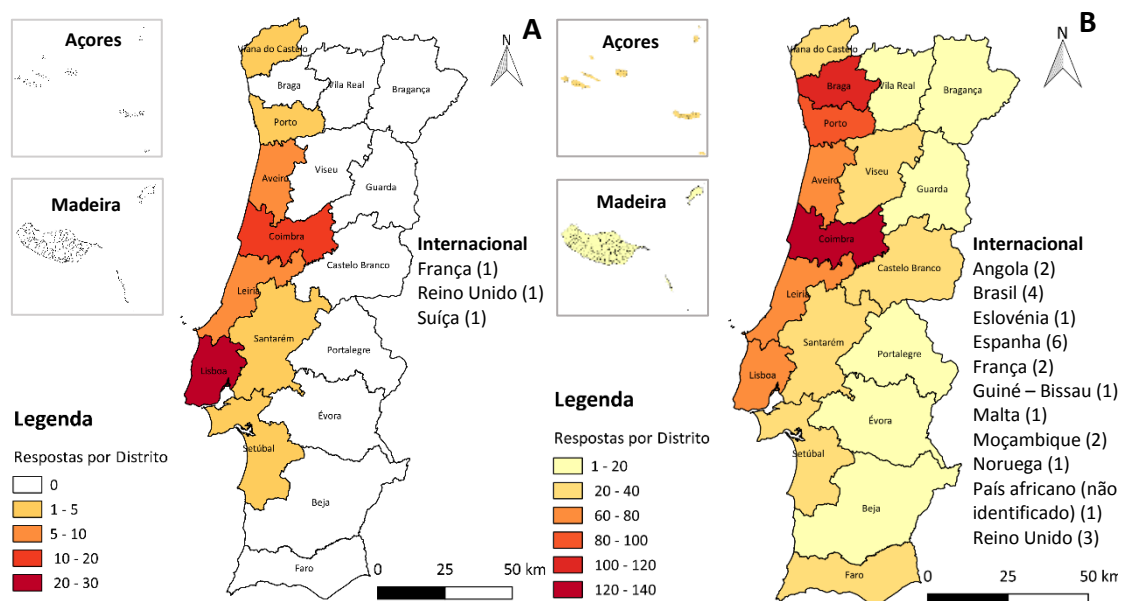 A
Açores
Madeira
N
Viana do Castelo
Braga
Vila Real
Bragança
Porto
Aveiro
Viseu
Guarda
Coimbra
Castelo Branco
Leiria
Santarém
Portalegre
Lisboa
Évora
Setúbal
Beja
Faro
Internacional
França (1)
Reino Unido (1)
Suíça (1)
Legenda
Respostas por Distrito
0
1 - 5
5 - 10
10 - 20
20 - 30
0 25 50 km
B
Açores
Madeira
N
Viana do Castelo
Braga
Vila Real
Bragança
Porto
Aveiro
Viseu
Guarda
Coimbra
Castelo Branco
Leiria
Santarém
Portalegre
Lisboa
Évora
Setúbal
Beja
Faro
Internacional
Angola (2)
Brasil (4)
Eslovénia (1)
Espanha (6)
França (2)
Guiné – Bissau (1)
Malta (1)
Moçambique (2)
Noruega (1)
País africano (não
identificado) (1)
Reino Unido (3)
Legenda
Respostas por Distrito
1 - 20
20 - 40
60 - 80
80 - 100
100 - 120
120 - 140
0 25 50 km